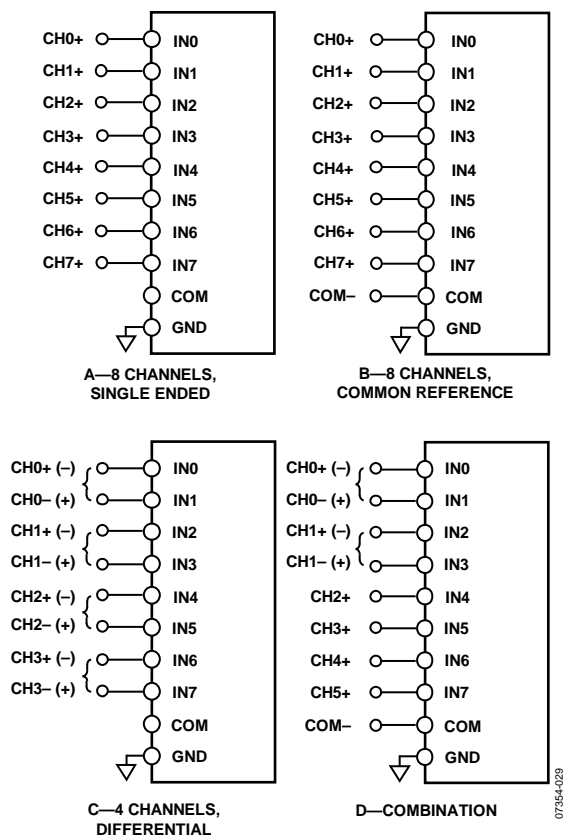 CH0+ IN0
CH1+ IN1
CH2+ IN2
CH3+ IN3
CH4+ IN4
CH5+ IN5
CH6+ IN6
CH7+ IN7
COM
GND
A—8 CHANNELS,
SINGLE ENDED
CH0+ IN0
CH1+ IN1
CH2+ IN2
CH3+ IN3
CH4+ IN4
CH5+ IN5
CH6+ IN6
CH7+ IN7
COM– COM
GND
B—8 CHANNELS,
COMMON REFERENCE
CH0+ (–) IN0
CH0– (+) IN1
CH1+ (–) IN2
CH1– (+) IN3
CH2+ (–) IN4
CH2– (+) IN5
CH3+ (–) IN6
CH3– (+) IN7
COM
GND
C—4 CHANNELS,
DIFFERENTIAL
CH0+ (–) IN0
CH0– (+) IN1
CH1+ (–) IN2
CH1– (+) IN3
CH2+ IN4
CH3+ IN5
CH4+ IN6
CH5+ IN7
COM– COM
GND
D—COMBINATION
07354-029